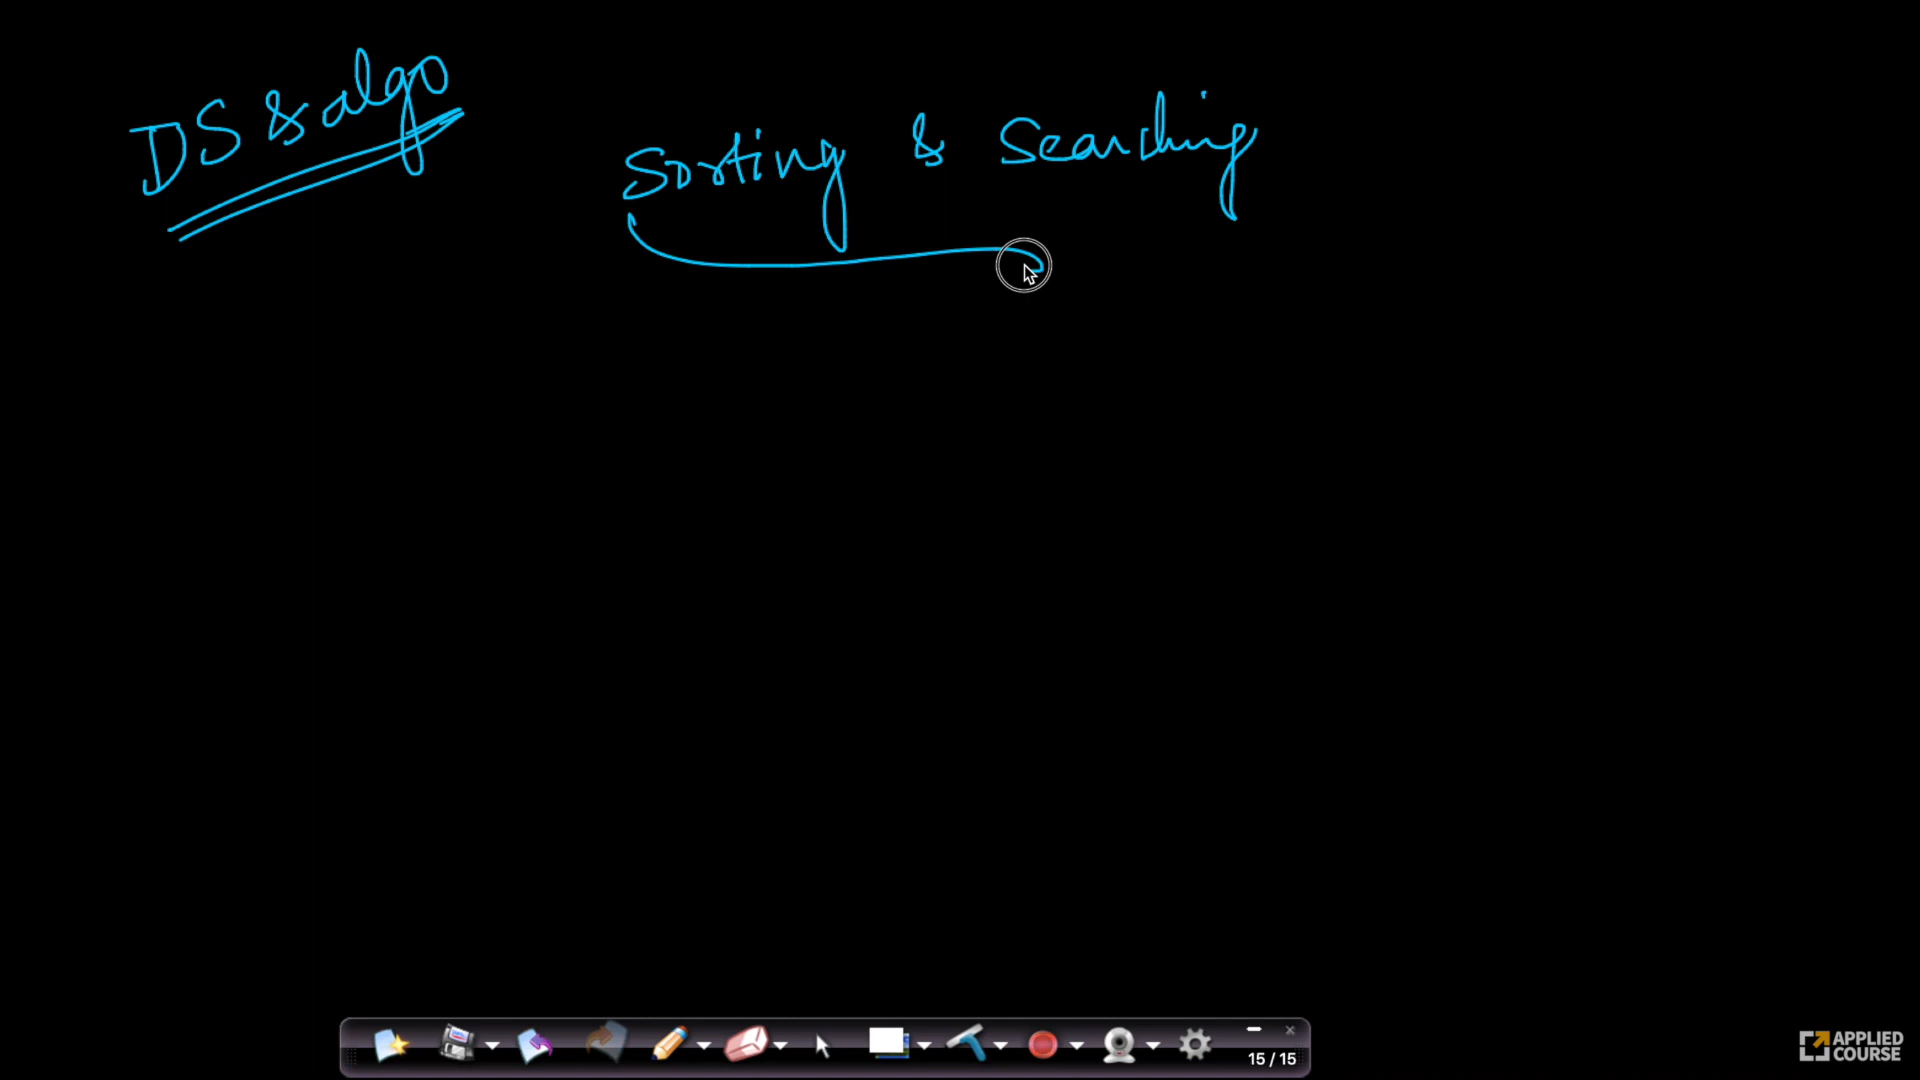 DS & algo
Sorting & Searching
15 / 15
APPLIED
COURSE